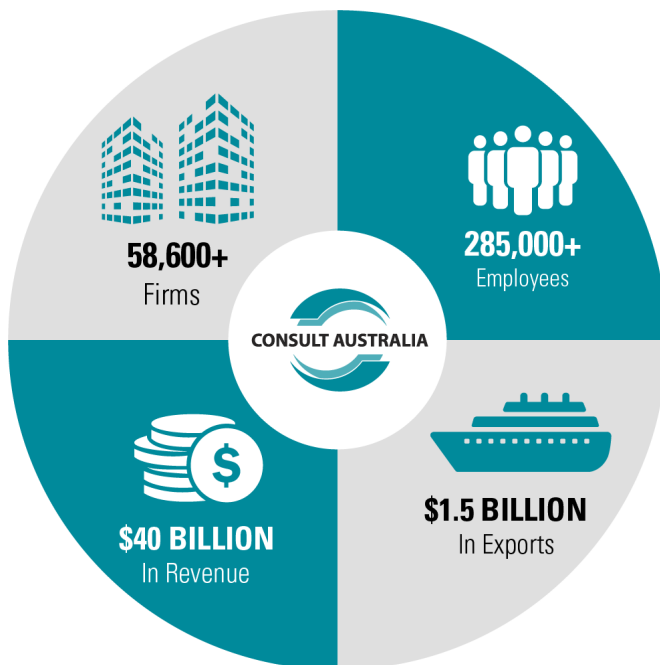 58,600+
Firms
285,000+
Employees
CONSULT AUSTRALIA
$
$40 BILLION
In Revenue
$1.5 BILLION
In Exports